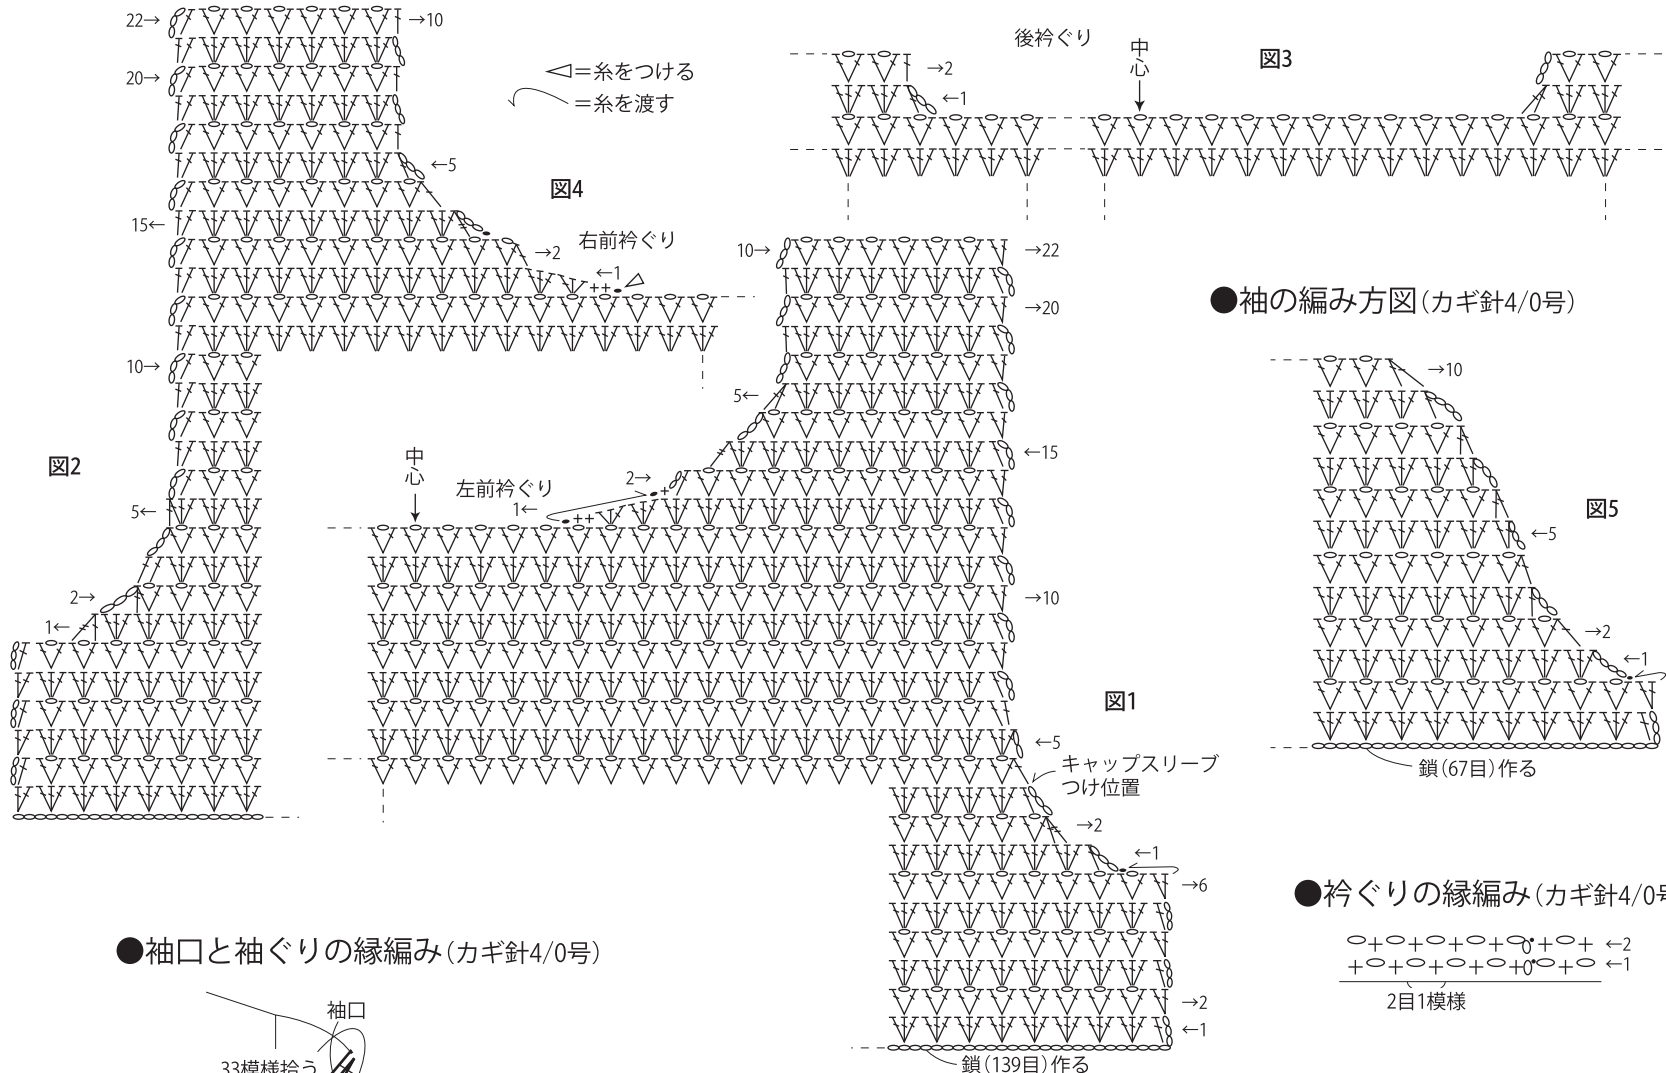 22→
→10
20→
◁=糸をつける
=糸を渡す
←5
図4
15←
→2
右前衿ぐり
←1
10→
図2
5←
2→
1←
後衿ぐり
中心
図3
→2
←1
10→
→22
→20
5←
←15
中心
左前衿ぐり
2→
1←
→10
図1
←5
キャップスリーブ
つけ位置
→2
←1
→6
→2
←1
鎖(139目)作る
●袖の編み方図(カギ針4/0号)
→10
図5
←5
→2
←1
鎖(67目)作る
●衿ぐりの縁編み(カギ針4/0号
←2
←1
2目1模様
●袖口と袖ぐりの縁編み(カギ針4/0号)
袖口
33模様拾う